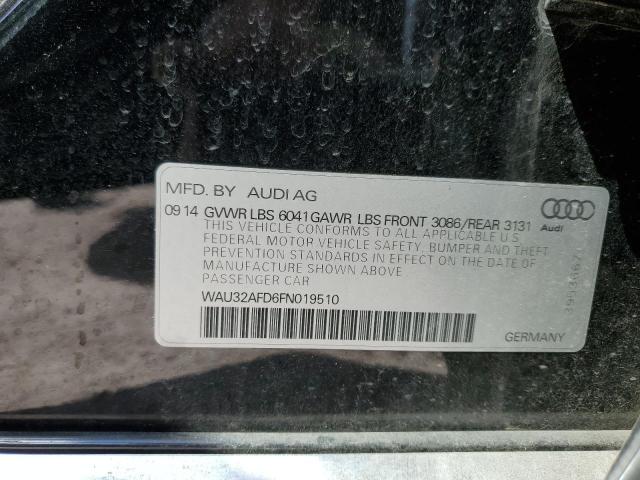 MFD. BY AUDI AG
09 14 GVWR LBS 6041 GAWR LBS FRONT 3086/REAR 3131
Audi
THIS VEHICLE CONFORMS TO ALL APPLICABLE U.S.
FEDERAL MOTOR VEHICLE SAFETY, BUMPER AND THEFT
PREVENTION STANDARDS IN EFFECT ON THE DATE OF
MANUFACTURE SHOWN ABOVE
PASSENGER CAR
WAU32AFD6FN019510
GERMANY